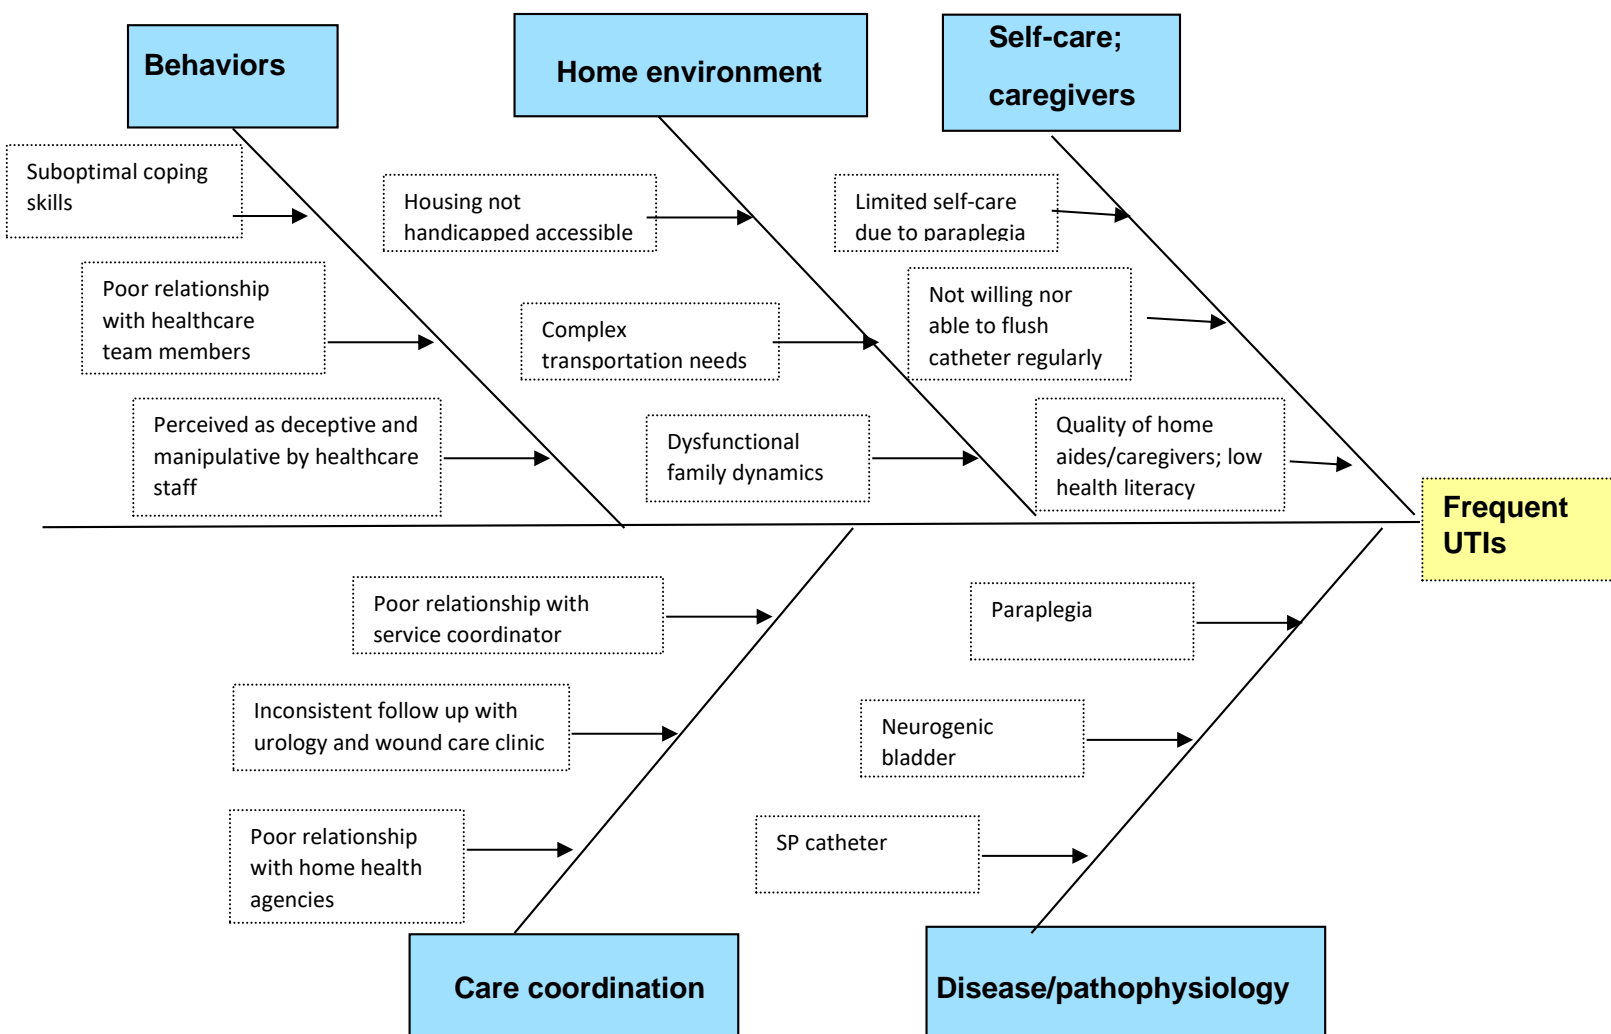 Behaviors
Home environment
Self-care;
caregivers
Suboptimal coping
skills
Housing not
handicapped accessible
Limited self-care
due to paraplegia
Poor relationship
with healthcare
team members
Complex
transportation needs
Not willing nor
able to flush
catheter regularly
Perceived as deceptive and
manipulative by healthcare
staff
Dysfunctional
family dynamics
Quality of home
aides/caregivers; low
health literacy
Frequent
UTIs
Poor relationship with
service coordinator
Paraplegia
Inconsistent follow up with
urology and wound care clinic
Neurogenic
bladder
Poor relationship
with home health
agencies
SP catheter
Care coordination
Disease/pathophysiology